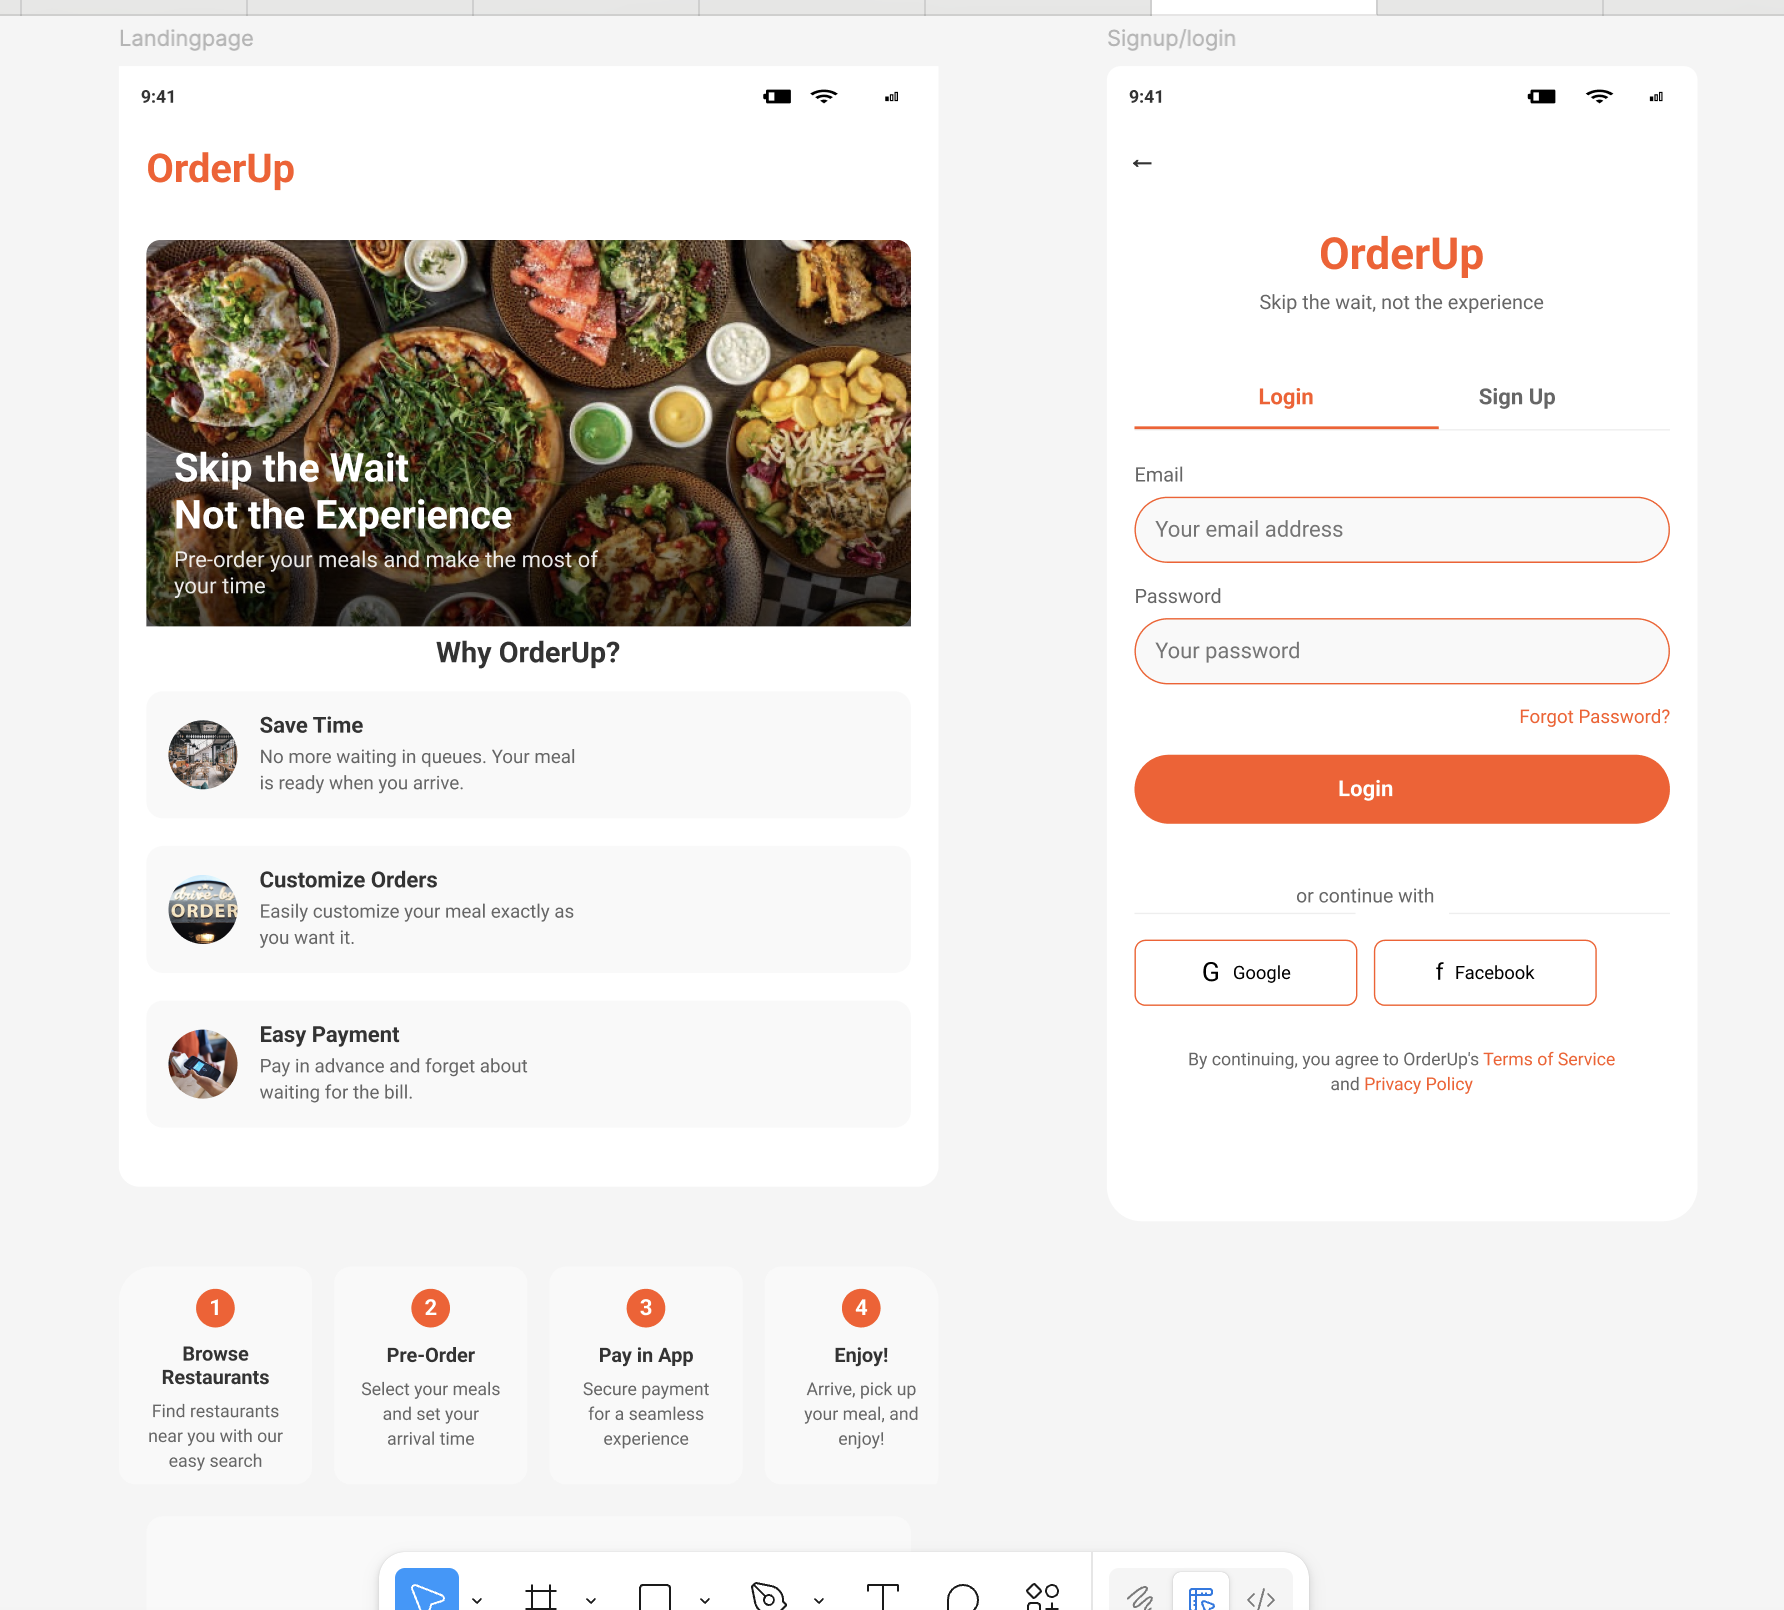 Landingpage
9:41
OrderUp
Skip the Wait
Not the Experience
Pre-order your meals and make the most of
your time
Why OrderUp?
Save Time
No more waiting in queues. Your meal
is ready when you arrive.
drive-by
ORDER
Customize Orders
Easily customize your meal exactly as
you want it.
Easy Payment
Pay in advance and forget about
waiting for the bill.
1
Browse
Restaurants
Find restaurants
near you with our
easy search
2
Pre-Order
Select your meals
and set your
arrival time
3
Pay in App
Secure payment
for a seamless
experience
4
Enjoy!
Arrive, pick up
your meal, and
enjoy!
Signup/login
9:41
←
OrderUp
Skip the wait, not the experience
Login
Sign Up
Email
Your email address
Password
Your password
Forgot Password?
Login
or continue with
G Google
f Facebook
By continuing, you agree to OrderUp's Terms of Service
and Privacy Policy